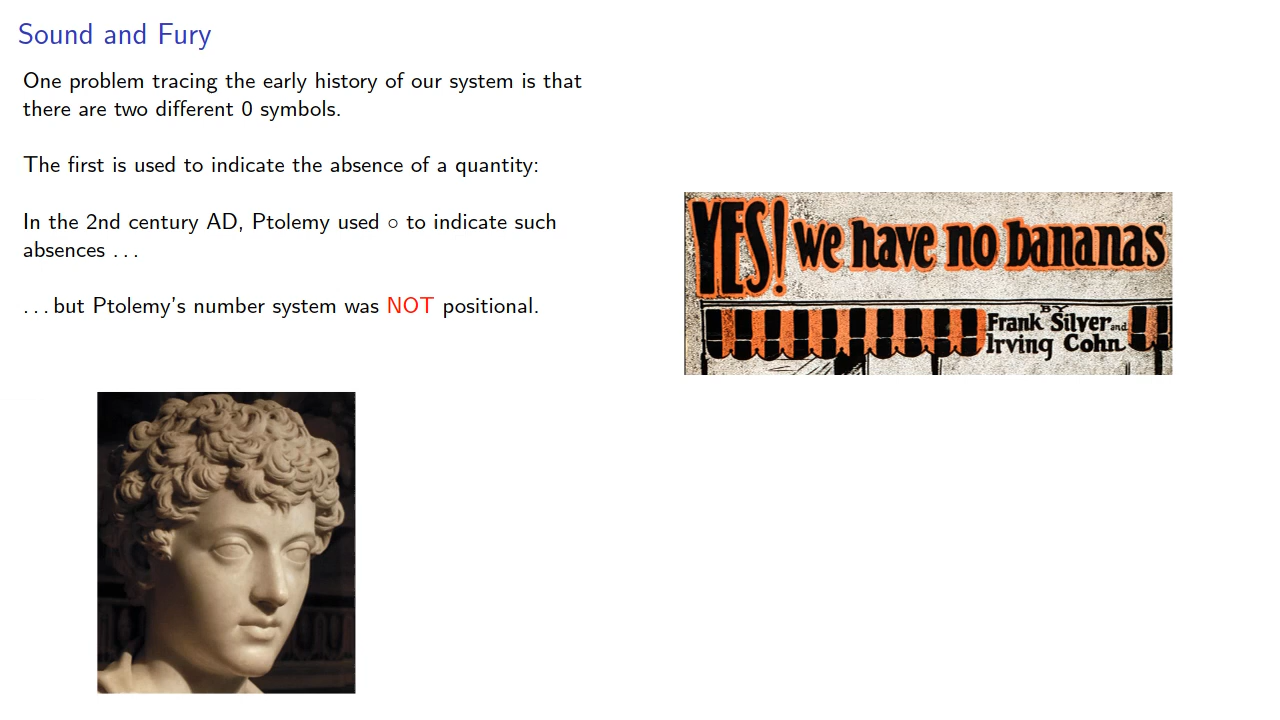 Sound and Fury
One problem tracing the early history of our system is that
there are two different 0 symbols.
The first is used to indicate the absence of a quantity:
In the 2nd century AD, Ptolemy used ○ to indicate such
absences . . .
. . . but Ptolemy's number system was NOT positional.
YES! we have no bananas
BY
Frank Silver and
Irving Cohn